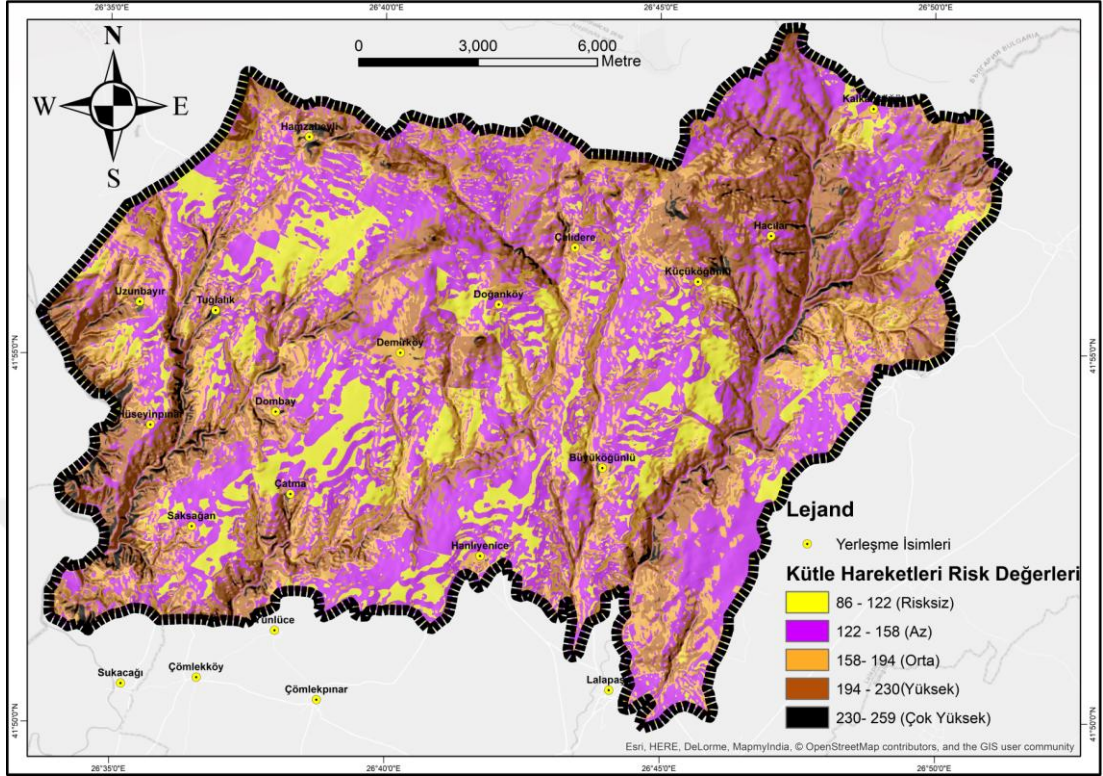 26°35'0"E 26°40'0"E 26°45'0"E 26°50'0"E
N
W E
S
0 3,000 6,000
Metre
БЪЛГАРИЯ BULGARIA
Hamzabeyli
Hacılar
Küçüköğünlü
Uzunbayır
Tuğlalık
Doğanköy
Demirköy
41°55'0"N 41°55'0"N
Dombay
Hüseyinpınar
Büyüköğünlü
Çatma
Saksağan
Hanlıyenice
Sukacağı
Çömlekköy
Çömlekpınar
Lejand
Yerleşme İsimleri
Kütle Hareketleri Risk Değerleri
86 - 122 (Risksiz)
122 - 158 (Az)
158- 194 (Orta)
194 - 230(Yüksek)
230- 259 (Çok Yüksek)
41°50'0"N 41°50'0"N
Esri, HERE, DeLorme, MapmyIndia, © OpenStreetMap contributors, and the GIS user community
26°35'0"E 26°40'0"E 26°45'0"E 26°50'0"E